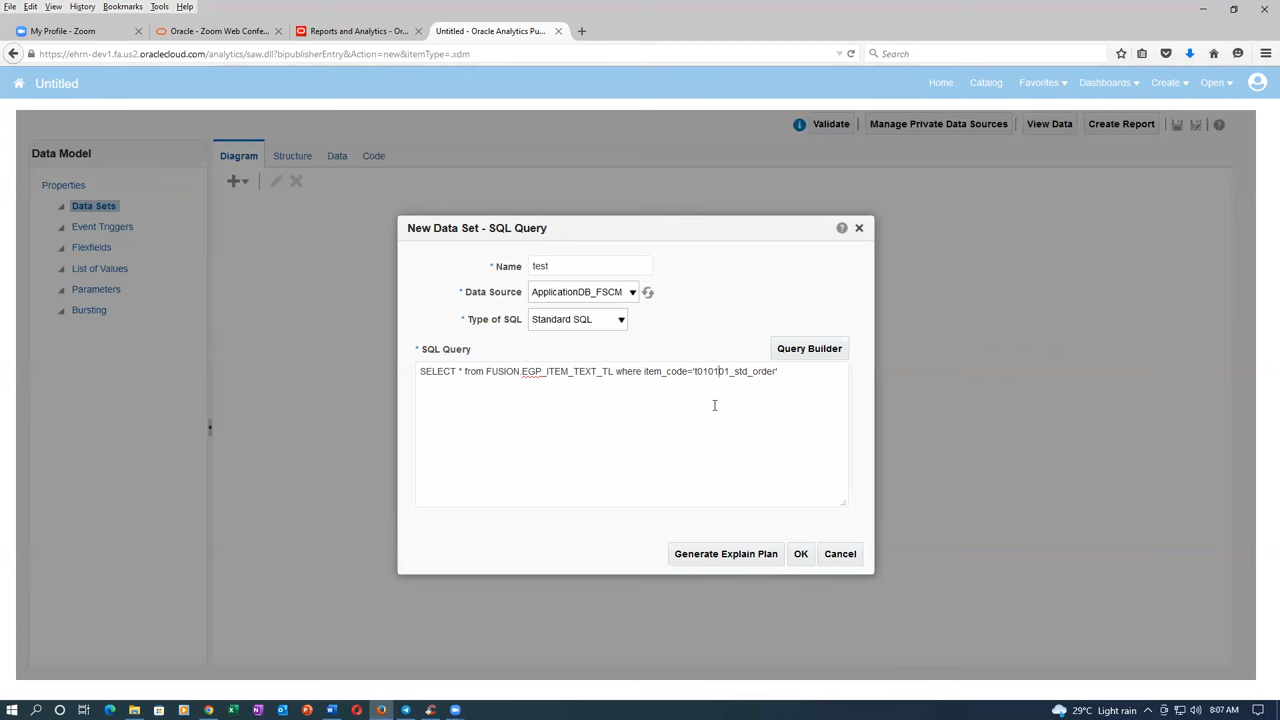 File Edit View History Bookmarks Tools Help
My Profile - Zoom
Oracle - Zoom Web Confe...
Reports and Analytics - Or...
Untitled - Oracle Analytics Pu...
https://ehrn-dev1.fa.us2.oraclecloud.com/analytics/saw.dll?bipublisherEntry&Action=new&itemType=.xdm
Search
Untitled
Home Catalog Favorites Dashboards Create Open
Validate Manage Private Data Sources View Data Create Report
Data Model
Diagram Structure Data Code
Properties
Data Sets
Event Triggers
Flexfields
List of Values
Parameters
Bursting
New Data Set - SQL Query
* Name test
* Data Source ApplicationDB_FSCM
* Type of SQL Standard SQL
* SQL Query
Query Builder
SELECT * from FUSION.EGP_ITEM_TEXT_TL where item_code='t010101_std_order'
Generate Explain Plan OK Cancel
29°C Light rain 8:07 AM